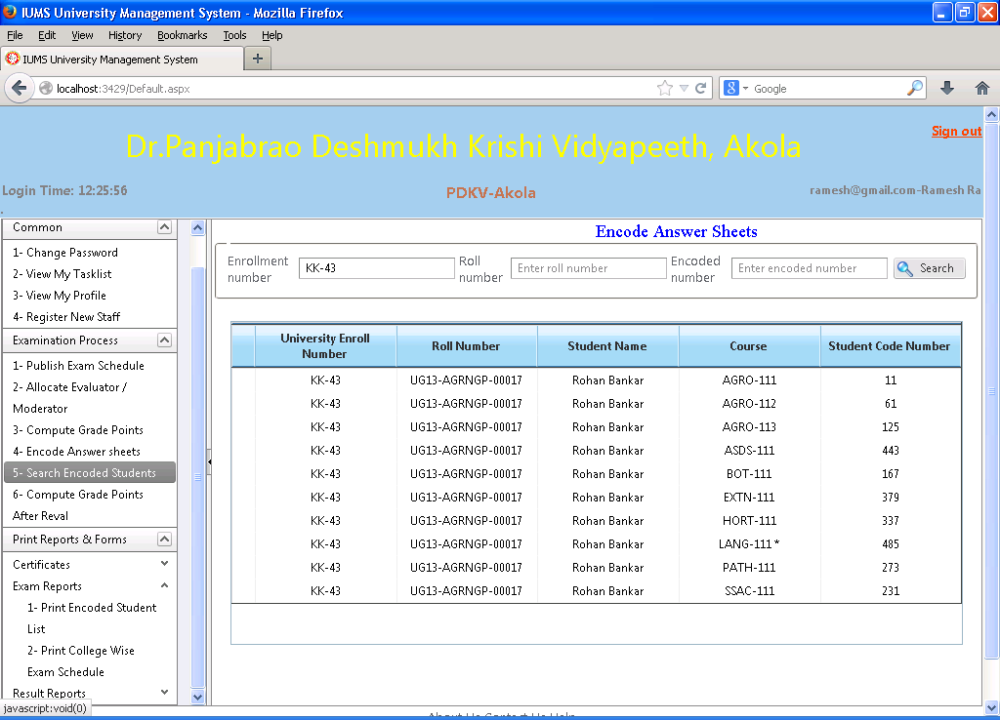 IUMS University Management System - Mozilla Firefox
File Edit View History Bookmarks Tools Help
IUMS University Management System
localhost:3429/Default.aspx
Google
Sign out
Dr.Panjabrao Deshmukh Krishi Vidyapeeth, Akola
Login Time: 12:25:56
PDKV-Akola
ramesh@gmail.com-Ramesh Ra
Common
1- Change Password
2- View My Tasklist
3- View My Profile
4- Register New Staff
Examination Process
1- Publish Exam Schedule
2- Allocate Evaluator /
Moderator
3- Compute Grade Points
4- Encode Answer sheets
5- Search Encoded Students
6- Compute Grade Points
After Reval
Print Reports & Forms
Certificates
Exam Reports
1- Print Encoded Student
List
2- Print College Wise
Exam Schedule
Result Reports
javascript:void(0)
Encode Answer Sheets
Enrollment
number
KK-43
Roll
number
Enter roll number
Encoded
number
Enter encoded number
Search
University Enroll
Number
Roll Number
Student Name
Course
Student Code Number
KK-43 UG13-AGRNGP-00017 Rohan Bankar AGRO-111 11
KK-43 UG13-AGRNGP-00017 Rohan Bankar AGRO-112 61
KK-43 UG13-AGRNGP-00017 Rohan Bankar AGRO-113 125
KK-43 UG13-AGRNGP-00017 Rohan Bankar ASDS-111 443
KK-43 UG13-AGRNGP-00017 Rohan Bankar BOT-111 167
KK-43 UG13-AGRNGP-00017 Rohan Bankar EXTN-111 379
KK-43 UG13-AGRNGP-00017 Rohan Bankar HORT-111 337
KK-43 UG13-AGRNGP-00017 Rohan Bankar LANG-111 * 485
KK-43 UG13-AGRNGP-00017 Rohan Bankar PATH-111 273
KK-43 UG13-AGRNGP-00017 Rohan Bankar SSAC-111 231
About Us Contact Us Help